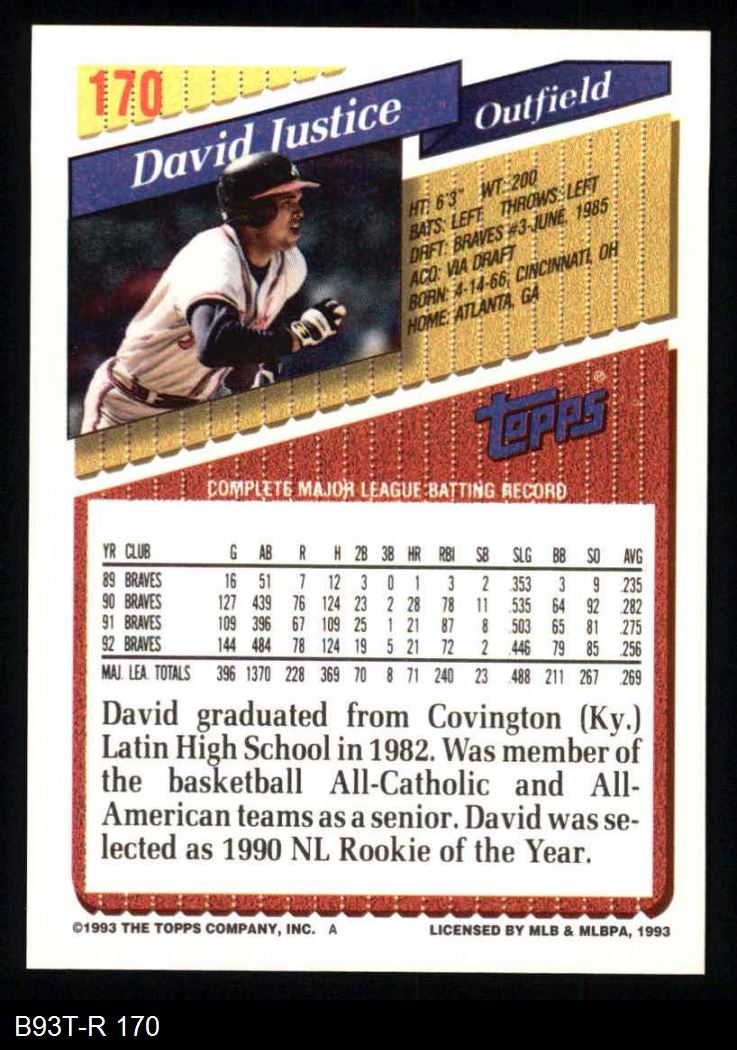 170
David Justice
Outfield
HT: 6'3" WT: 200
BATS: LEFT THROWS: LEFT
DRFT: BRAVES #3-JUNE, 1985
ACQ: VIA DRAFT
BORN: 4-14-66, CINCINNATI, OH
HOME: ATLANTA, GA
topps®
COMPLETE MAJOR LEAGUE BATTING RECORD
YR CLUB G AB R H 2B 3B HR RBI SB SLG BB SO AVG
89 BRAVES 16 51 7 12 3 0 1 3 2 .353 3 9 .235
90 BRAVES 127 439 76 124 23 2 28 78 11 .535 64 92 .282
91 BRAVES 109 396 67 109 25 1 21 87 8 .503 65 81 .275
92 BRAVES 144 484 78 124 19 5 21 72 2 .446 79 85 .256
MAJ. LEA. TOTALS 396 1370 228 369 70 8 71 240 23 .488 211 267 .269
David graduated from Covington (Ky.)
Latin High School in 1982. Was member of
the basketball All-Catholic and All-
American teams as a senior. David was se-
lected as 1990 NL Rookie of the Year.
©1993 THE TOPPS COMPANY, INC. A
LICENSED BY MLB & MLBPA, 1993
B93T-R 170